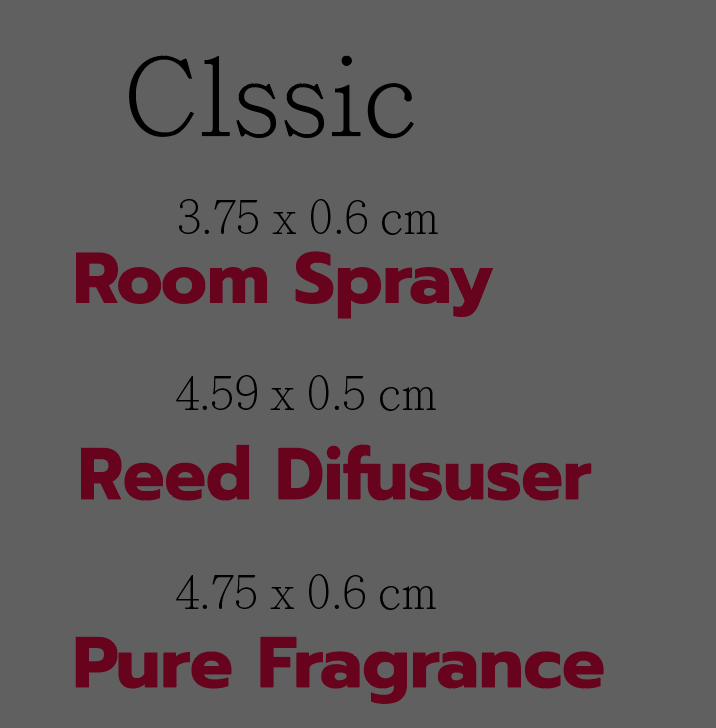 Clssic
3.75 x 0.6 cm
Room Spray
4.59 x 0.5 cm
Reed Difususer
4.75 x 0.6 cm
Pure Fragrance